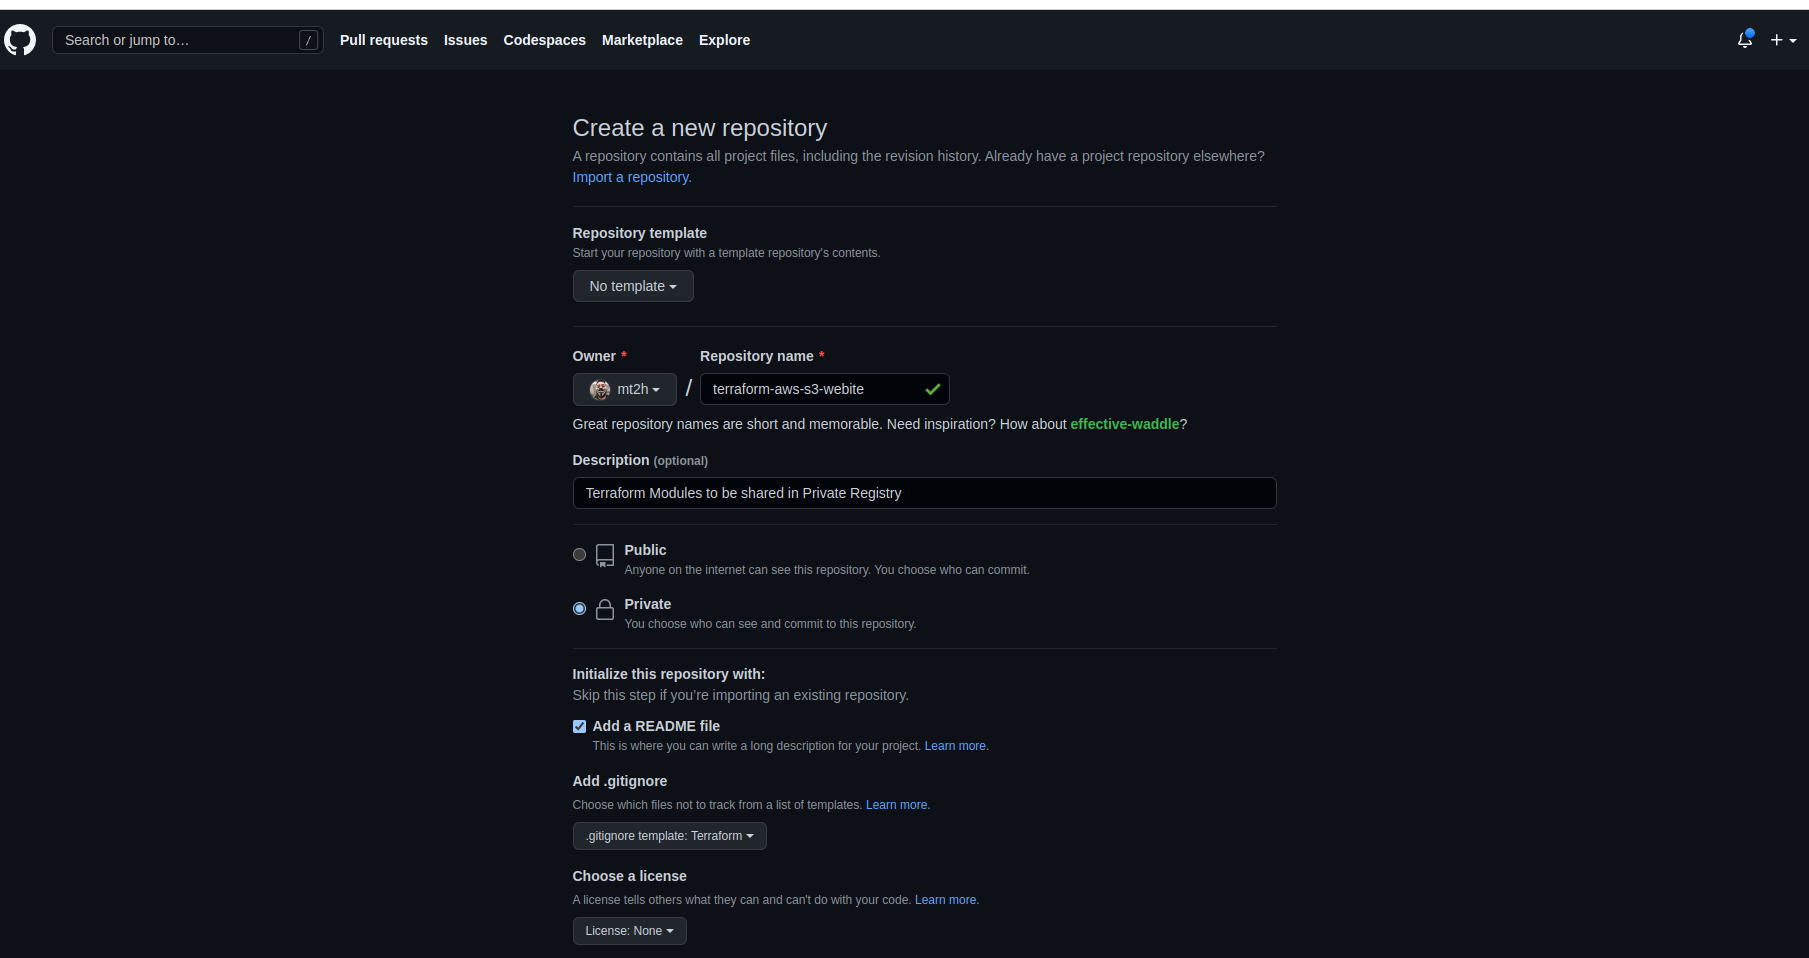 Search or jump to… /
Pull requests Issues Codespaces Marketplace Explore
Create a new repository
A repository contains all project files, including the revision history. Already have a project repository elsewhere?
Import a repository.
Repository template
Start your repository with a template repository's contents.
No template
Owner * Repository name *
mt2h / terraform-aws-s3-webite
Great repository names are short and memorable. Need inspiration? How about effective-waddle?
Description (optional)
Terraform Modules to be shared in Private Registry
Public
Anyone on the internet can see this repository. You choose who can commit.
Private
You choose who can see and commit to this repository.
Initialize this repository with:
Skip this step if you're importing an existing repository.
Add a README file
This is where you can write a long description for your project. Learn more.
Add .gitignore
Choose which files not to track from a list of templates. Learn more.
.gitignore template: Terraform
Choose a license
A license tells others what they can and can't do with your code. Learn more.
License: None